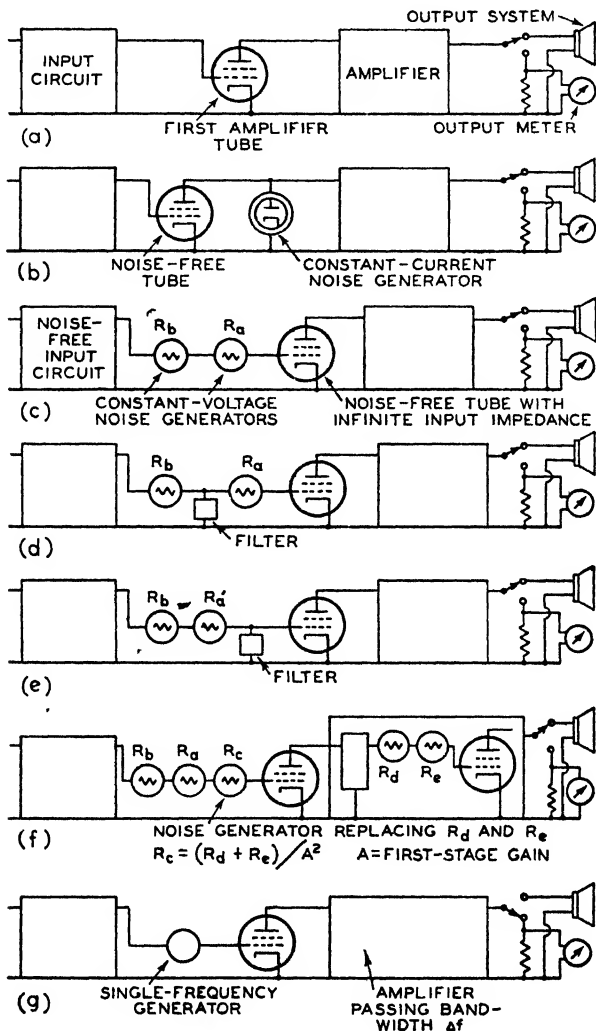 OUTPUT SYSTEM
INPUT
CIRCUIT
AMPLIFIER
FIRST AMPLIFIER
TUBE
OUTPUT METER
(a)
NOISE-FREE
TUBE
CONSTANT-CURRENT
NOISE GENERATOR
(b)
NOISE-
FREE
INPUT
CIRCUIT
Rb
Ra
CONSTANT-VOLTAGE
NOISE GENERATORS
NOISE-FREE TUBE WITH
INFINITE INPUT IMPEDANCE
(c)
Rb
Ra
FILTER
(d)
Rb
Ra'
FILTER
(e)
Rb
Ra
Rc
Rd
Re
(f)
NOISE GENERATOR REPLACING Rd AND Re
Rc = (Rd + Re)/A² A=FIRST-STAGE GAIN
SINGLE-FREQUENCY
GENERATOR
AMPLIFIER
PASSING BAND-
WIDTH Δf
(g)